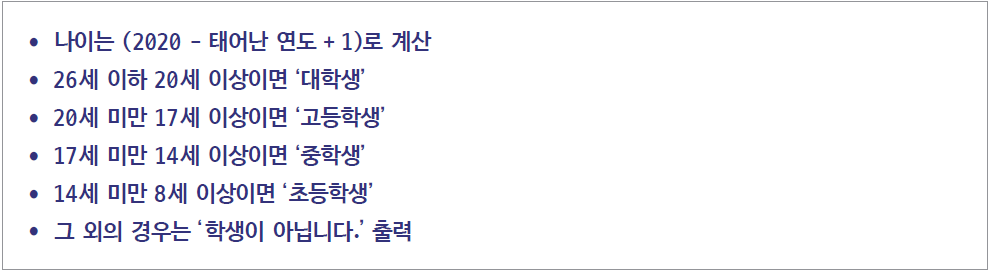 • 나이는 (2020 - 태어난 연도 + 1)로 계산
• 26세 이하 20세 이상이면 ‘대학생’
• 20세 미만 17세 이상이면 ‘고등학생’
• 17세 미만 14세 이상이면 ‘중학생’
• 14세 미만 8세 이상이면 ‘초등학생’
• 그 외의 경우는 ‘학생이 아닙니다.’ 출력